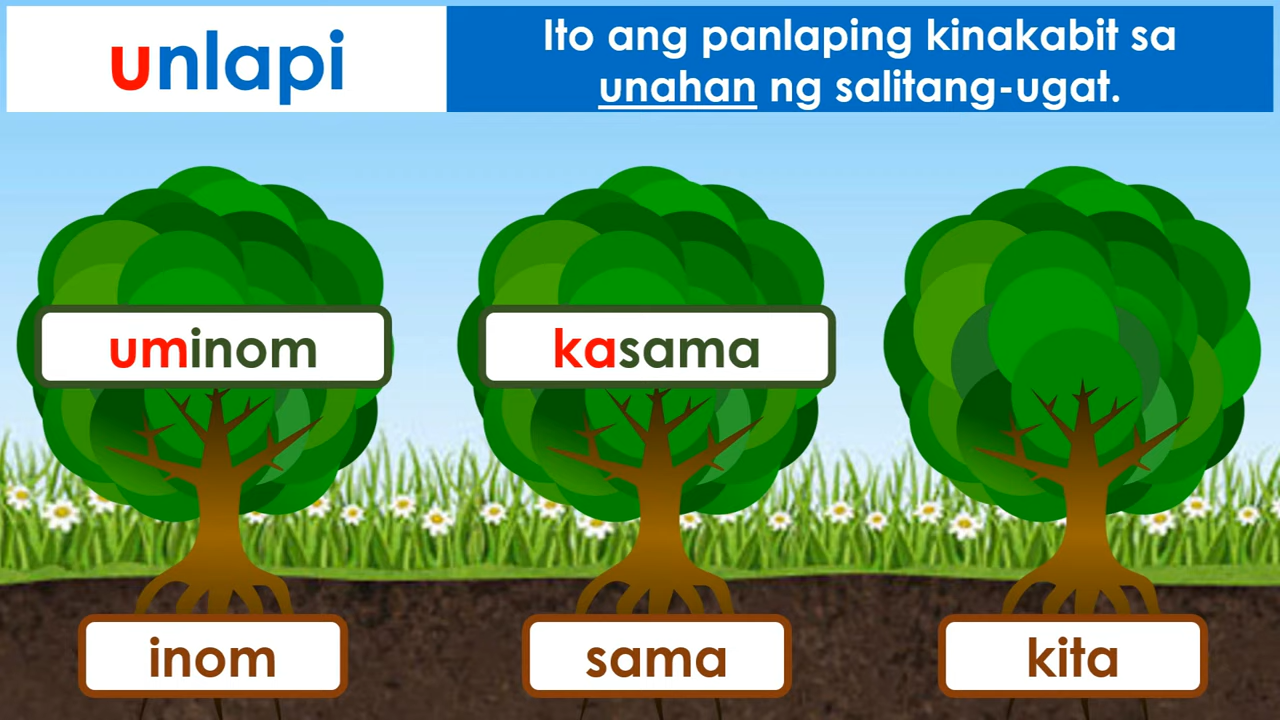 unlapi
Ito ang panlaping kinakabit sa
unahan ng salitang-ugat.
uminom
kasama
inom
sama
kita